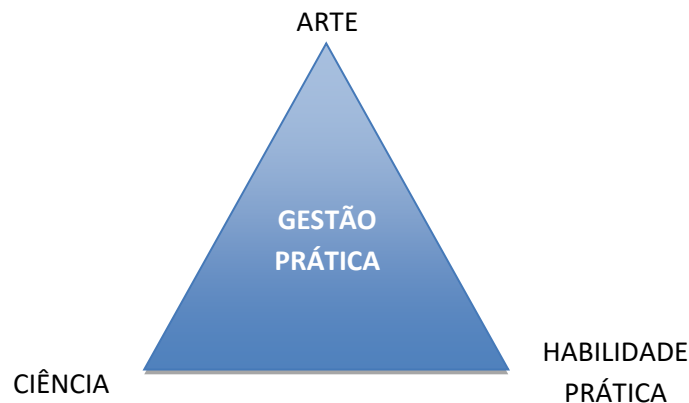 ARTE
GESTÃO
PRÁTICA
CIÊNCIA
HABILIDADE
PRÁTICA